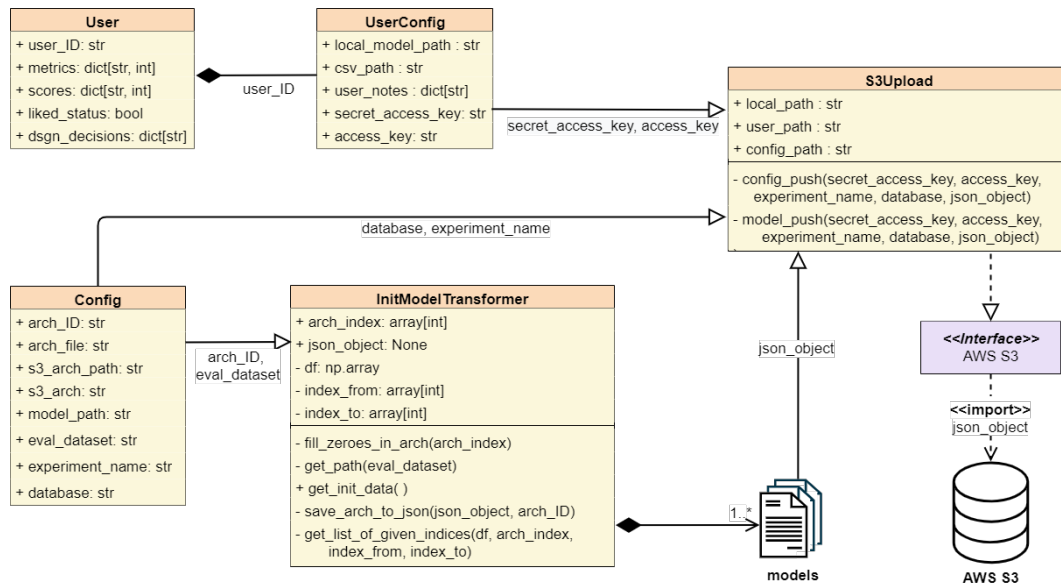 User
+ user_ID: str
+ metrics: dict[str, int]
+ scores: dict[str, int]
+ liked_status: bool
+ dsgn_decisions: dict[str]
user_ID
UserConfig
+ local_model_path : str
+ csv_path : str
+ user_notes : dict[str]
+ secret_access_key: str
+ access_key: str
secret_access_key, access_key
S3Upload
+ local_path : str
+ user_path : str
+ config_path : str
- config_push(secret_access_key, access_key,
experiment_name, database, json_object)
- model_push(secret_access_key, access_key,
experiment_name, database, json_object)
database, experiment_name
Config
+ arch_ID: str
+ arch_file: str
+ s3_arch_path: str
+ s3_arch: str
+ model_path: str
+ eval_dataset: str
+ experiment_name: str
+ database: str
arch_ID,
eval_dataset
InitModelTransformer
+ arch_index: array[int]
+ json_object: None
- df: np.array
- index_from: array[int]
- index_to: array[int]
- fill_zeroes_in_arch(arch_index)
- get_path(eval_dataset)
+ get_init_data( )
- save_arch_to_json(json_object, arch_ID)
- get_list_of_given_indices(df, arch_index,
index_from, index_to)
json_object
1..*
models
<<Interface>>
AWS S3
<<import>>
json_object
AWS S3